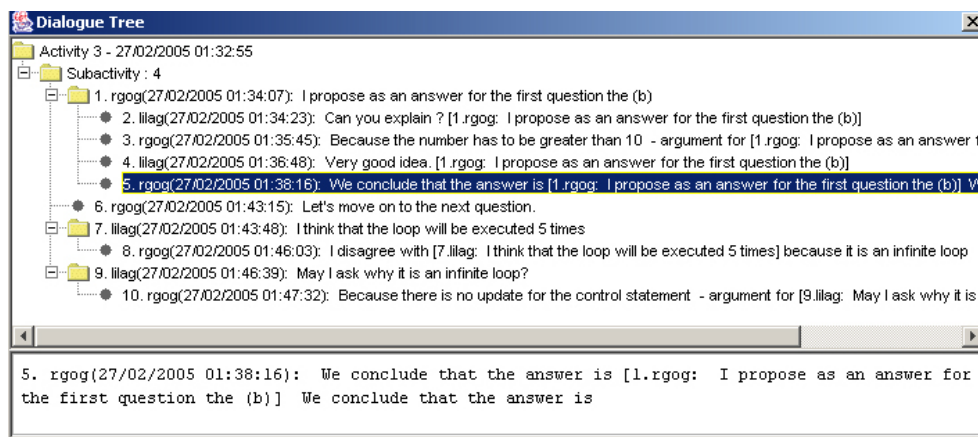 Dialogue Tree
Activity 3 - 27/02/2005 01:32:55
Subactivity : 4
1. rgog(27/02/2005 01:34:07): I propose as an answer for the first question the (b)
2. lilag(27/02/2005 01:34:23): Can you explain ? [1.rgog: I propose as an answer for the first question the (b)]
3. rgog(27/02/2005 01:35:45): Because the number has to be greater than 10 - argument for [1.rgog: I propose as an answer
4. lilag(27/02/2005 01:36:48): Very good idea. [1.rgog: I propose as an answer for the first question the (b)]
5. rgog(27/02/2005 01:38:16): We conclude that the answer is [1.rgog: I propose as an answer for the first question the (b)]
6. rgog(27/02/2005 01:43:15): Let's move on to the next question.
7. lilag(27/02/2005 01:43:48): I think that the loop will be executed 5 times
8. rgog(27/02/2005 01:46:03): I disagree with [7.lilag: I think that the loop will be executed 5 times] because it is an infinite loop
9. lilag(27/02/2005 01:46:39): May I ask why it is an infinite loop?
10. rgog(27/02/2005 01:47:32): Because there is no update for the control statement - argument for [9.lilag: May I ask why it is
5. rgog(27/02/2005 01:38:16): We conclude that the answer is [1.rgog: I propose as an answer for
the first question the (b)] We conclude that the answer is